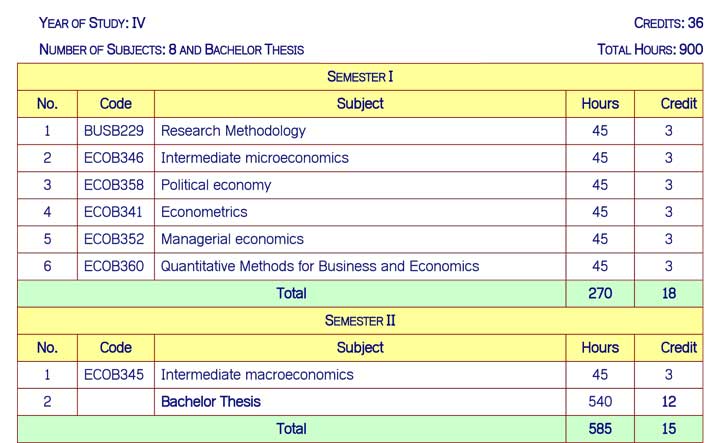 YEAR OF STUDY: IV CREDITS: 36
NUMBER OF SUBJECTS: 8 AND BACHELOR THESIS TOTAL HOURS: 900
SEMESTER I
No. Code Subject Hours Credit
1 BUSB229 Research Methodology 45 3
2 ECOB346 Intermediate microeconomics 45 3
3 ECOB358 Political economy 45 3
4 ECOB341 Econometrics 45 3
5 ECOB352 Managerial economics 45 3
6 ECOB360 Quantitative Methods for Business and Economics 45 3
Total 270 18
SEMESTER II
No. Code Subject Hours Credit
1 ECOB345 Intermediate macroeconomics 45 3
2 Bachelor Thesis 540 12
Total 585 15